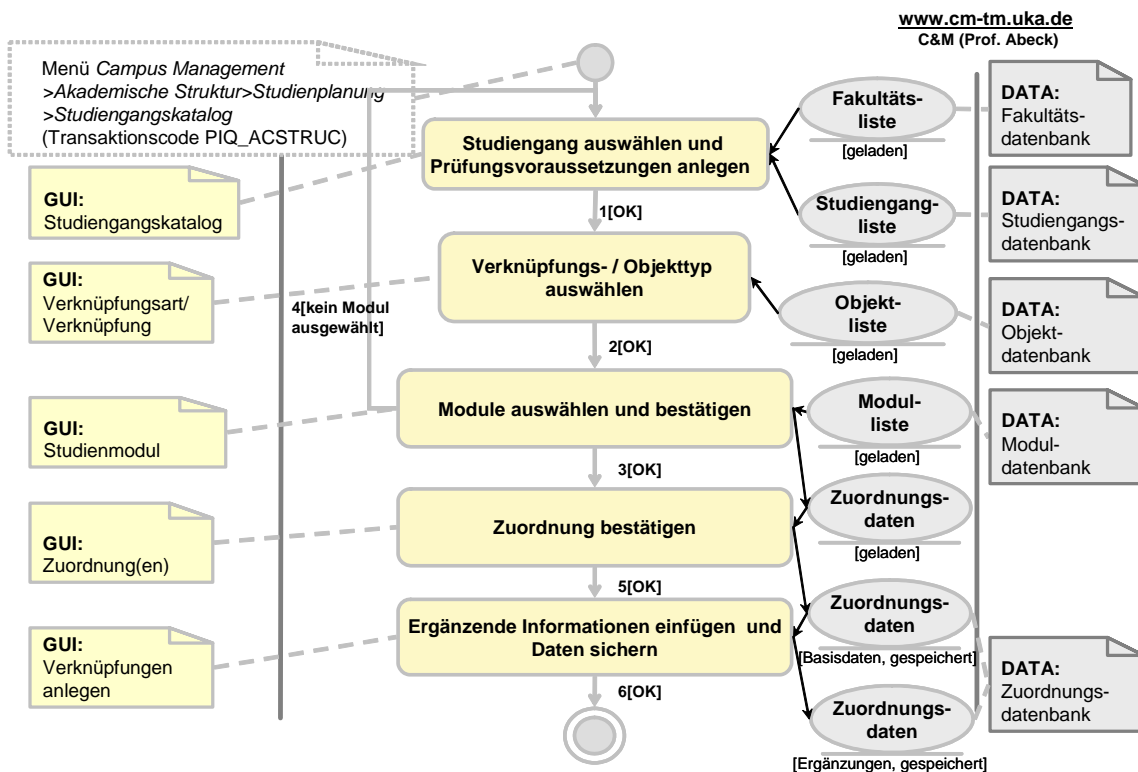 www.cm-tm.uka.de
C&M (Prof. Abeck)
Menü Campus Management
>Akademische Struktur>Studienplanung
>Studiengangskatalog
(Transaktionscode PIQ_ACSTRUC)
GUI:
Studiengangskatalog
GUI:
Verknüpfungsart/
Verknüpfung
GUI:
Studienmodul
GUI:
Zuordnung(en)
GUI:
Verknüpfungen
anlegen
Studiengang auswählen und
Prüfungsvoraussetzungen anlegen
1[OK]
Verknüpfungs- / Objekttyp
auswählen
4[kein Modul
ausgewählt]
2[OK]
Module auswählen und bestätigen
3[OK]
Zuordnung bestätigen
5[OK]
Ergänzende Informationen einfügen und
Daten sichern
6[OK]
Fakultäts-
liste
[geladen]
Studiengang-
liste
[geladen]
Objekt-
liste
[geladen]
Modul-
liste
[geladen]
Zuordnungs-
daten
[geladen]
Zuordnungs-
daten
[Basisdaten, gespeichert]
Zuordnungs-
daten
[Ergänzungen, gespeichert]
DATA:
Fakultäts-
datenbank
DATA:
Studiengangs-
datenbank
DATA:
Objekt-
datenbank
DATA:
Modul-
datenbank
DATA:
Zuordnungs-
datenbank